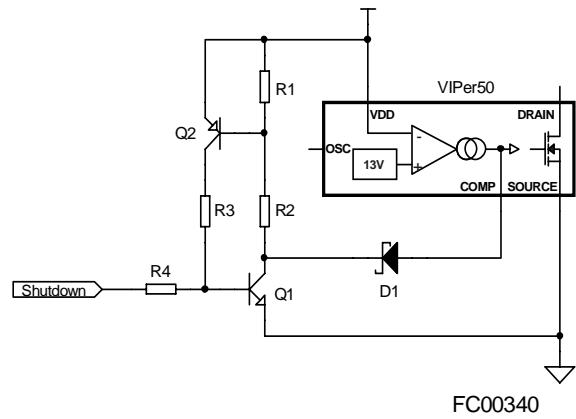 R1
VIPer50
VDD
DRAIN
Q2
OSC
-
13V
+
COMP
SOURCE
R3
R2
R4
Shutdown
Q1
D1
FC00340